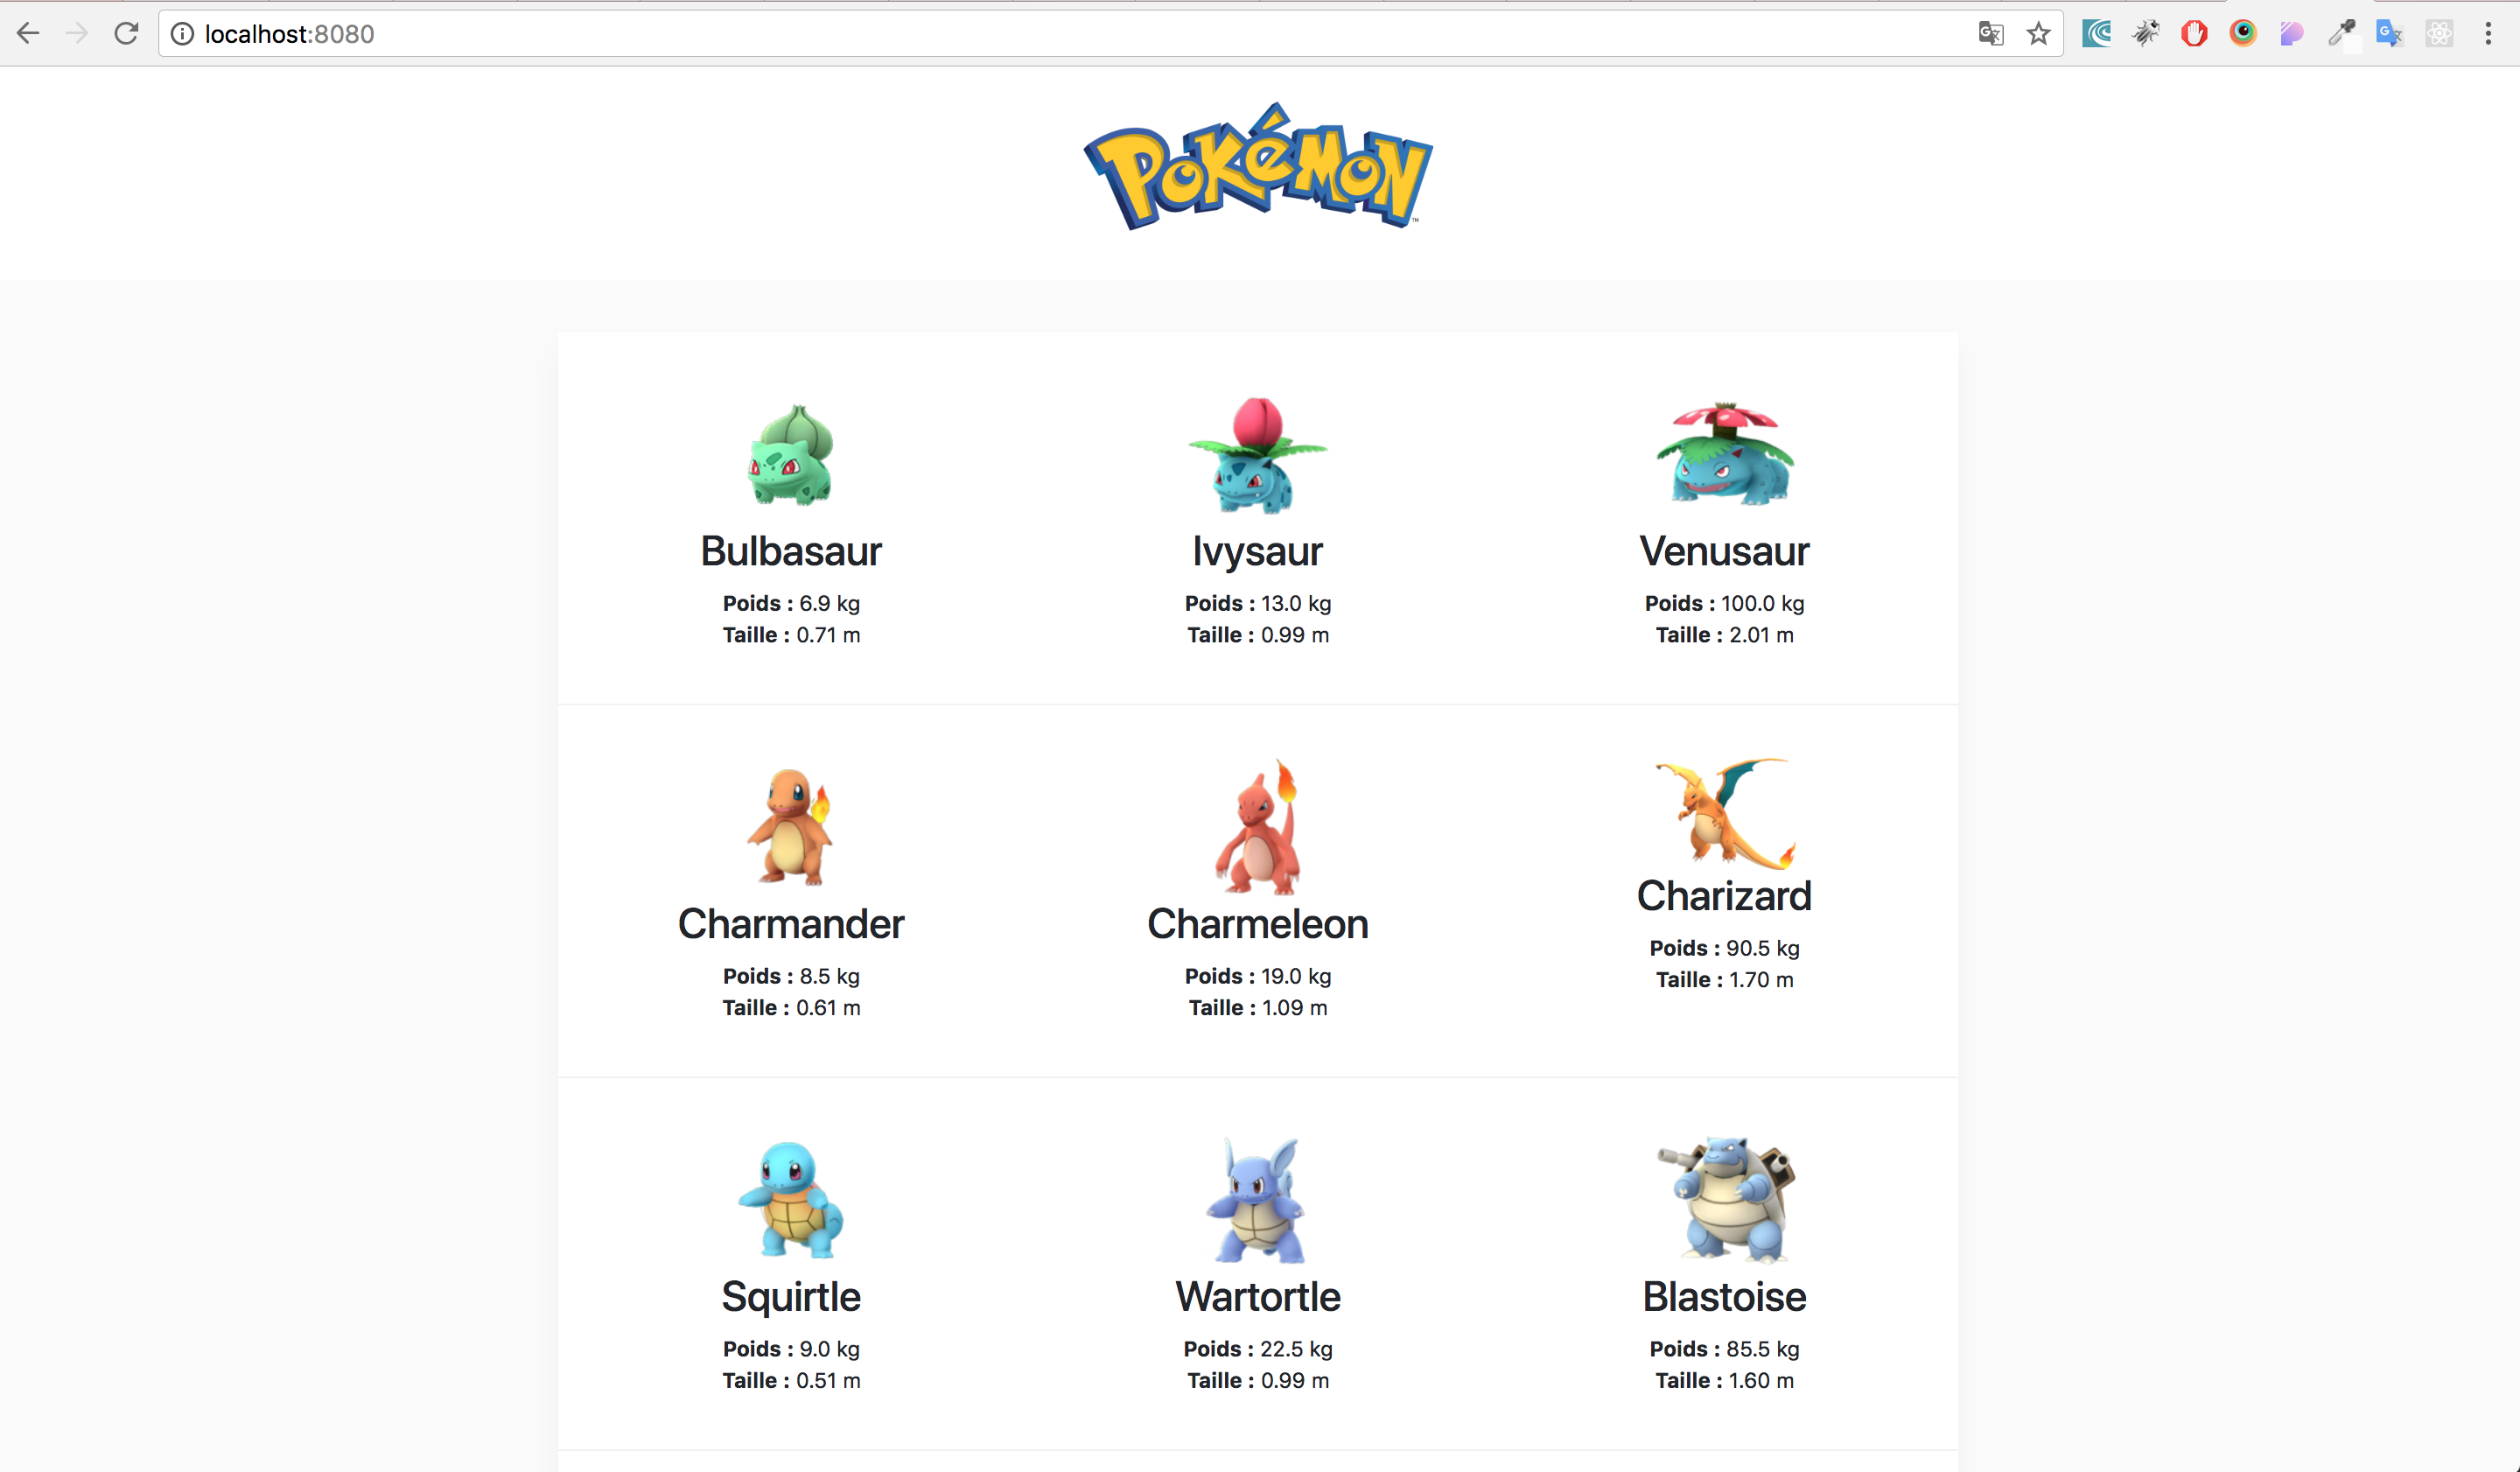 localhost:8080
Pokémon
TM
Bulbasaur
Poids : 6.9 kg
Taille : 0.71 m
Ivysaur
Poids : 13.0 kg
Taille : 0.99 m
Venusaur
Poids : 100.0 kg
Taille : 2.01 m
Charmander
Poids : 8.5 kg
Taille : 0.61 m
Charmeleon
Poids : 19.0 kg
Taille : 1.09 m
Charizard
Poids : 90.5 kg
Taille : 1.70 m
Squirtle
Poids : 9.0 kg
Taille : 0.51 m
Wartortle
Poids : 22.5 kg
Taille : 0.99 m
Blastoise
Poids : 85.5 kg
Taille : 1.60 m